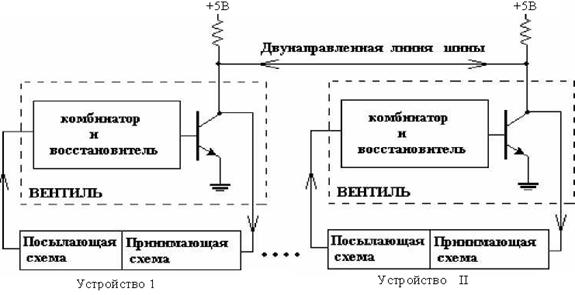 +5В
+5В
Двунаправленная линия шины
комбинатор
и
восстановитель
комбинатор
и
восстановитель
ВЕНТИЛЬ
ВЕНТИЛЬ
Посылающая
схема
Принимающая
схема
Посылающая
схема
Принимающая
схема
Устройство 1
Устройство II